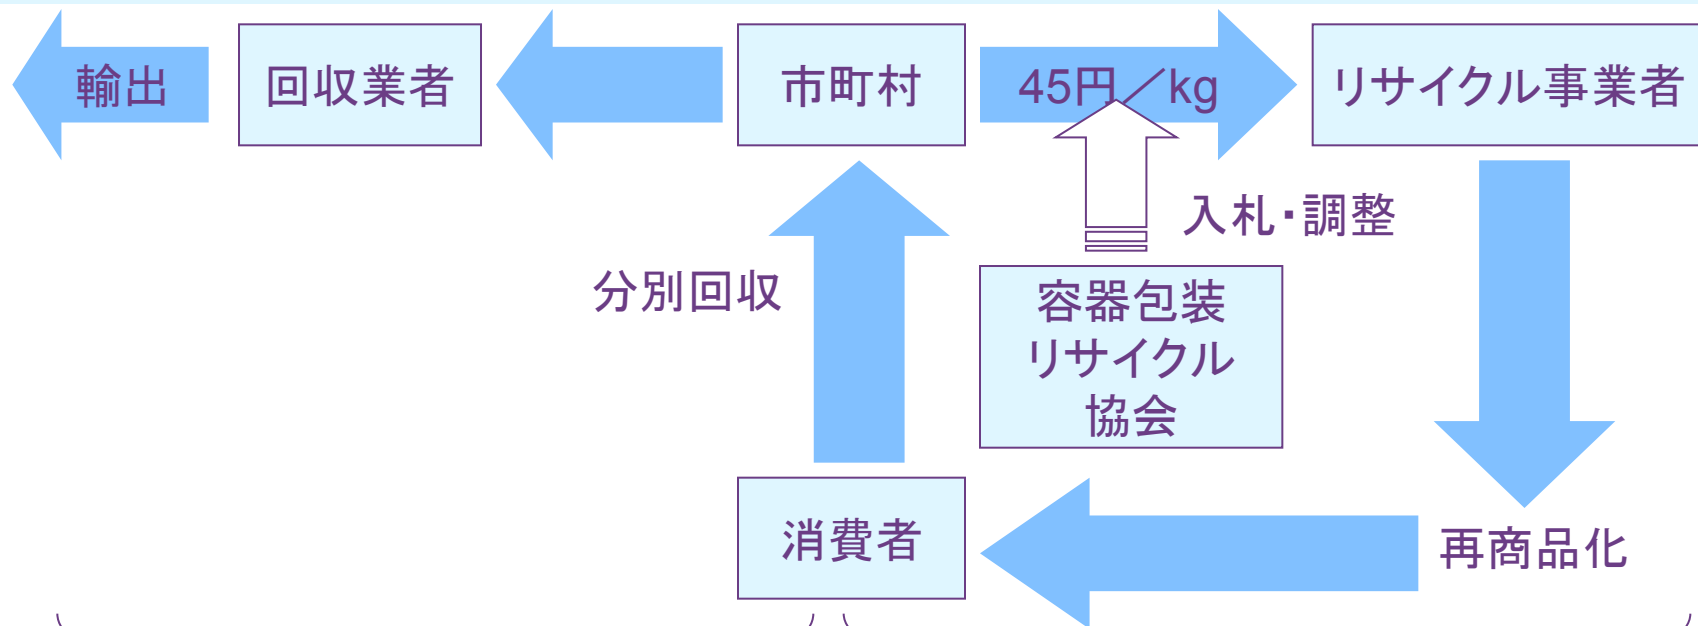 輸出
回収業者
市町村
45円／kg
リサイクル事業者
入札・調整
分別回収
容器包装
リサイクル
協会
消費者
再商品化